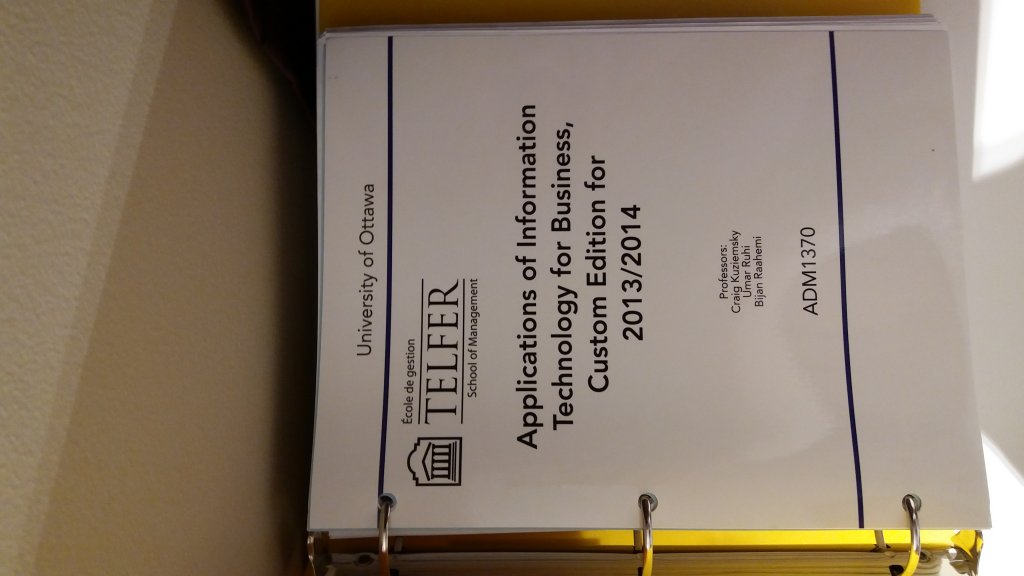 University of Ottawa
École de gestion
TELFER
School of Management
Applications of Information
Technology for Business,
Custom Edition for
2013/2014
Professors:
Craig Kuziemsky
Umar Ruhi
Bijan Raahemi
ADM1370